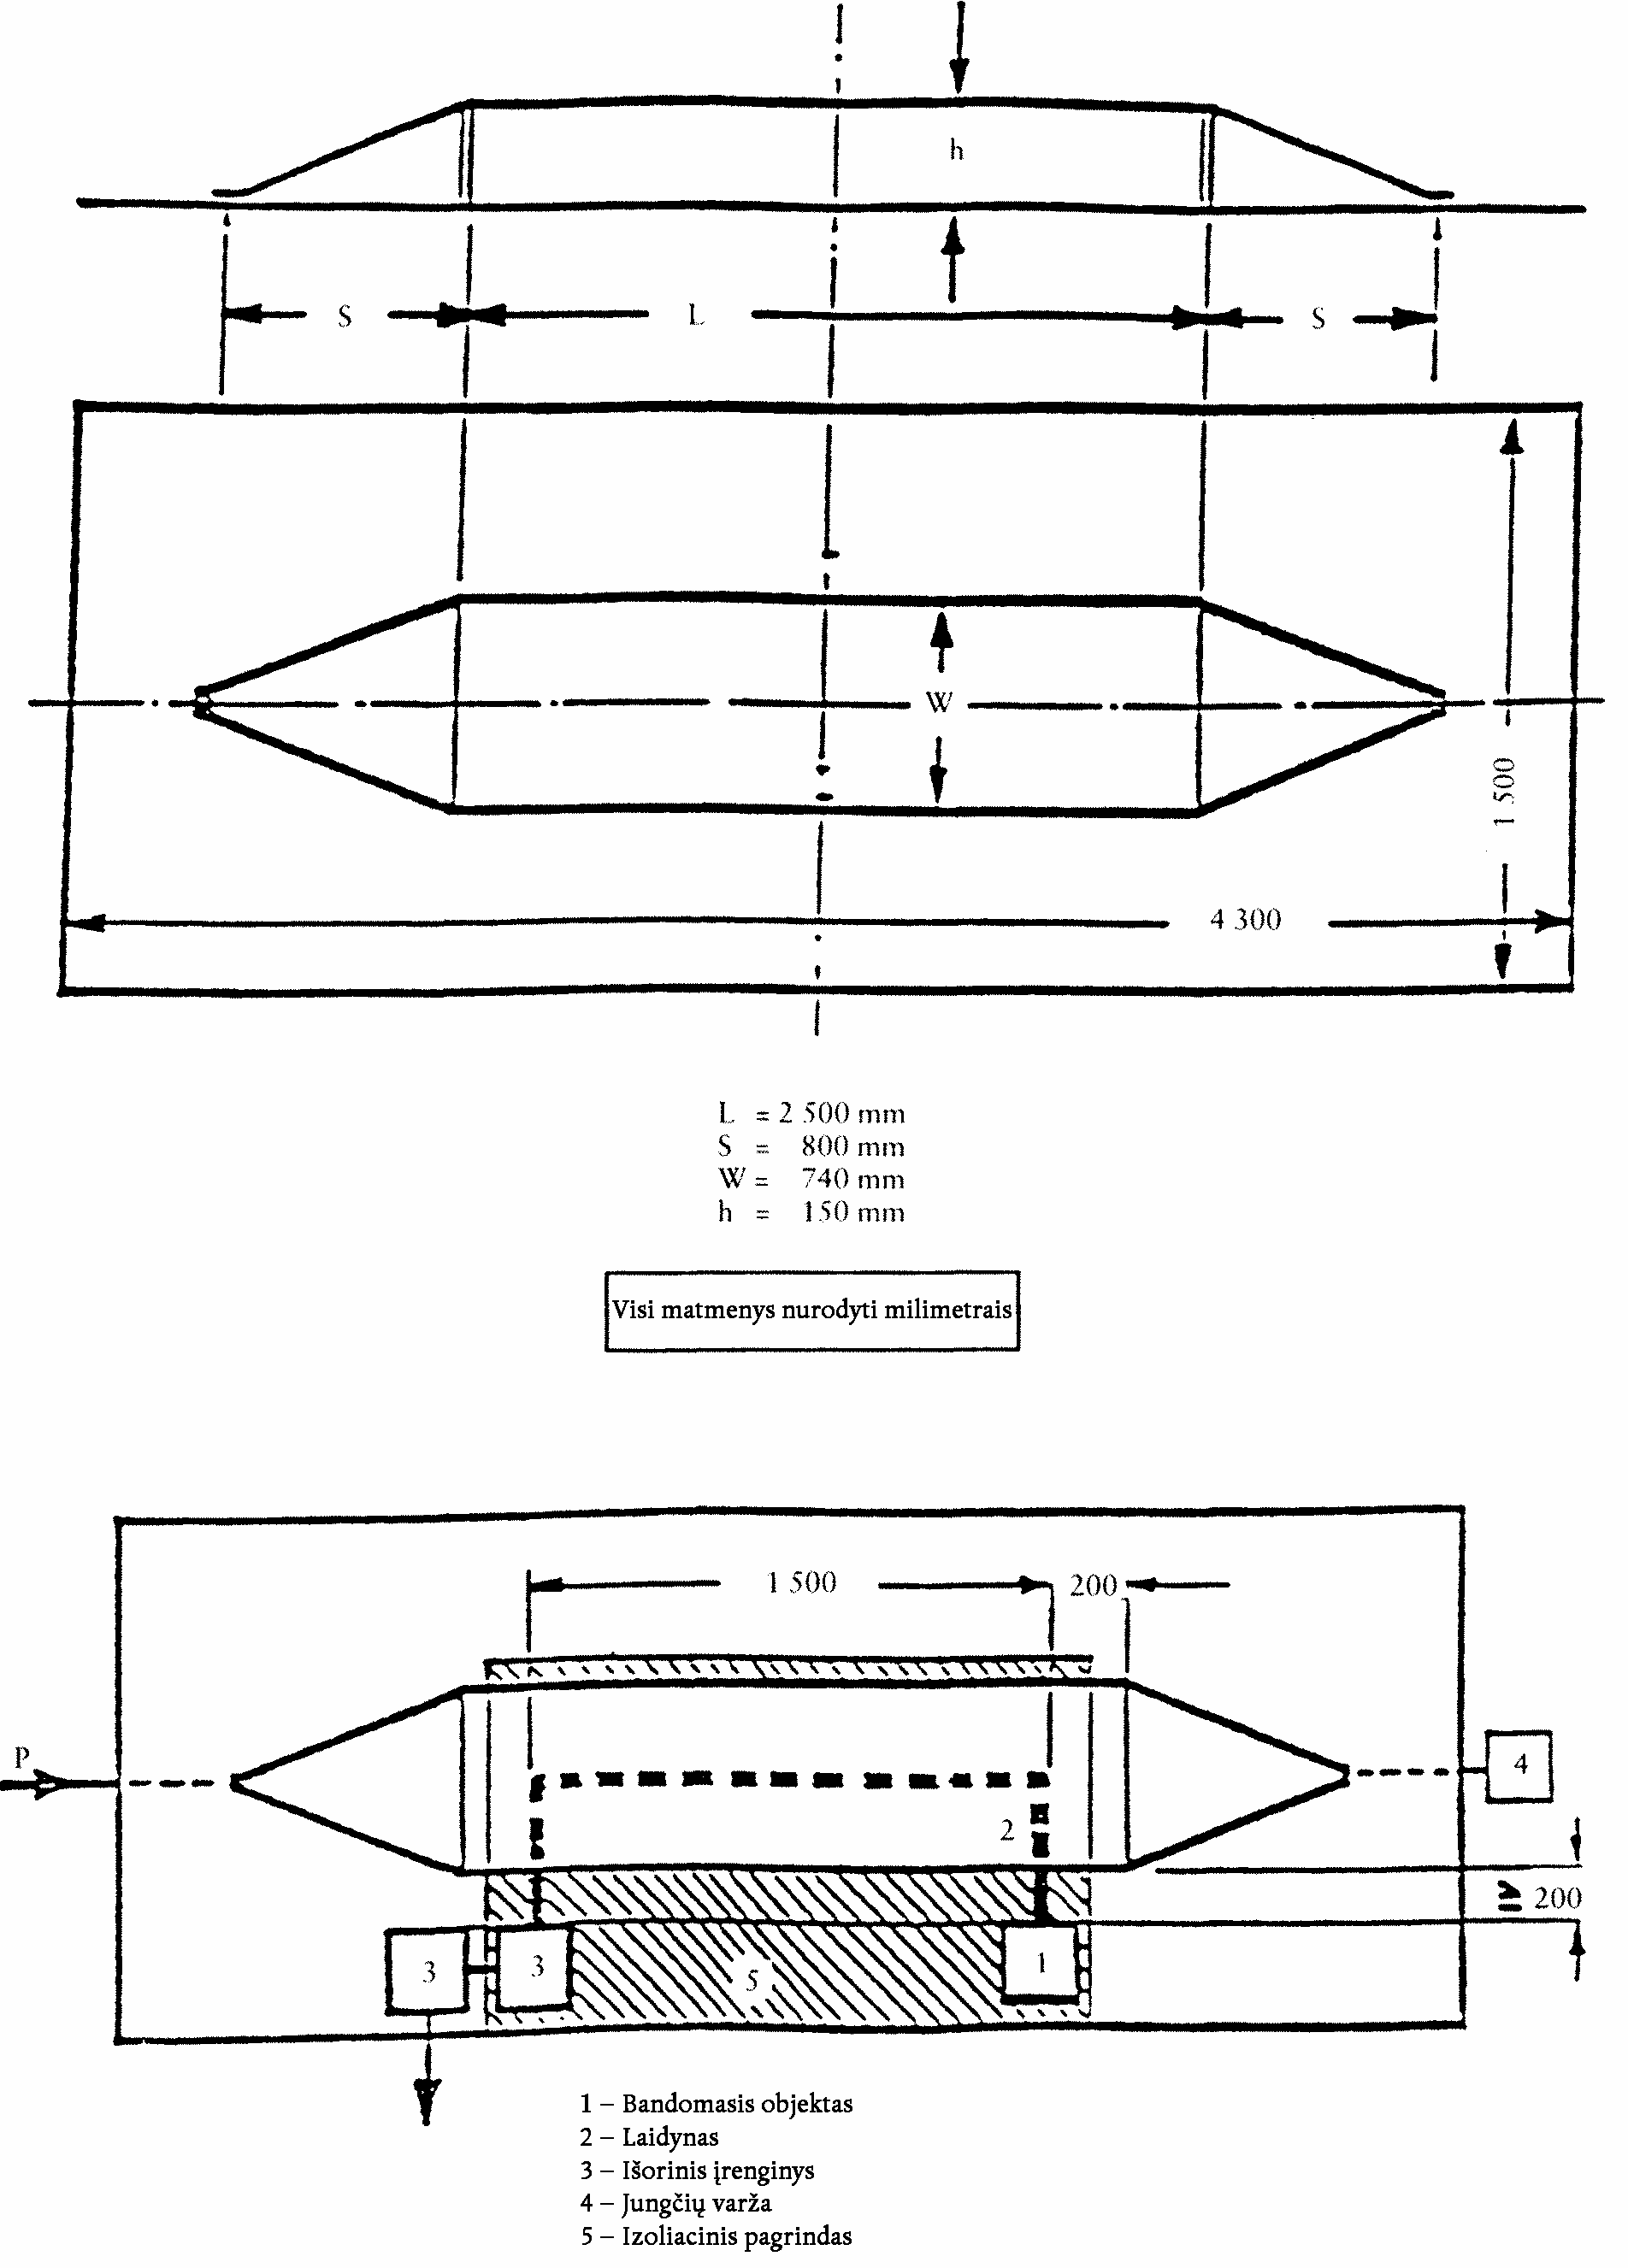 h
S L S
W
1 500
4 300
L = 2 500 mm
S = 800 mm
W = 740 mm
h = 150 mm
Visi matmenys nurodyti milimetrais
1 500 200
P
4
2
≥ 200
3 3 5 1
1 – Bandomasis objektas
2 – Laidynas
3 – Išorinis įrenginys
4 – Jungčių varža
5 – Izoliacinis pagrindas